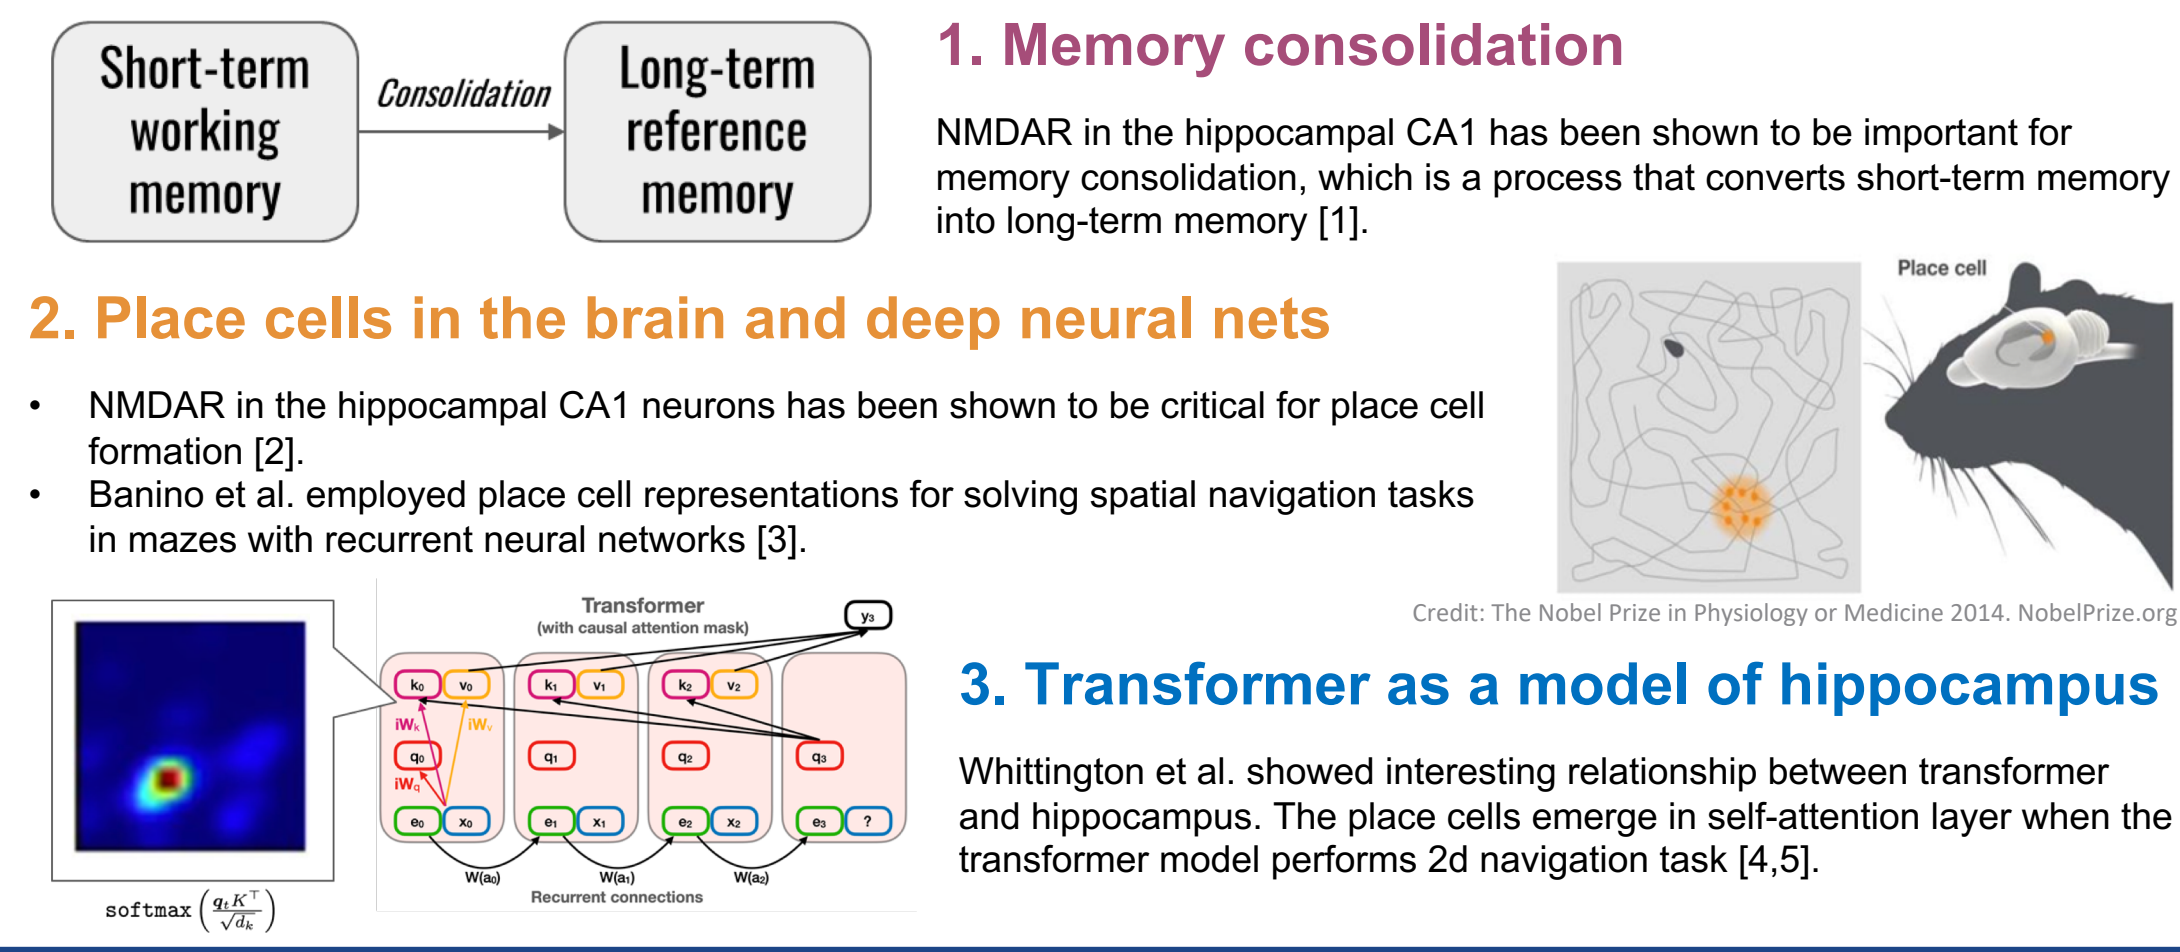 Short-term
working
memory
Consolidation
Long-term
reference
memory
1. Memory consolidation
NMDAR in the hippocampal CA1 has been shown to be important for
memory consolidation, which is a process that converts short-term memory
into long-term memory [1].
2. Place cells in the brain and deep neural nets
• NMDAR in the hippocampal CA1 neurons has been shown to be critical for place cell
formation [2].
• Banino et al. employed place cell representations for solving spatial navigation tasks
in mazes with recurrent neural networks [3].
Place cell
Credit: The Nobel Prize in Physiology or Medicine 2014. NobelPrize.org
softmax(qₜK⊤/√dₖ)
Transformer
(with causal attention mask)
y₃
k₀ v₀ k₁ v₁ k₂ v₂
iWₖ iWᵥ
q₀ q₁ q₂ q₃
iW_q
e₀ x₀ e₁ x₁ e₂ x₂ e₃ ?
W(a₀) W(a₁) W(a₂)
Recurrent connections
3. Transformer as a model of hippocampus
Whittington et al. showed interesting relationship between transformer
and hippocampus. The place cells emerge in self-attention layer when the
transformer model performs 2d navigation task [4,5].